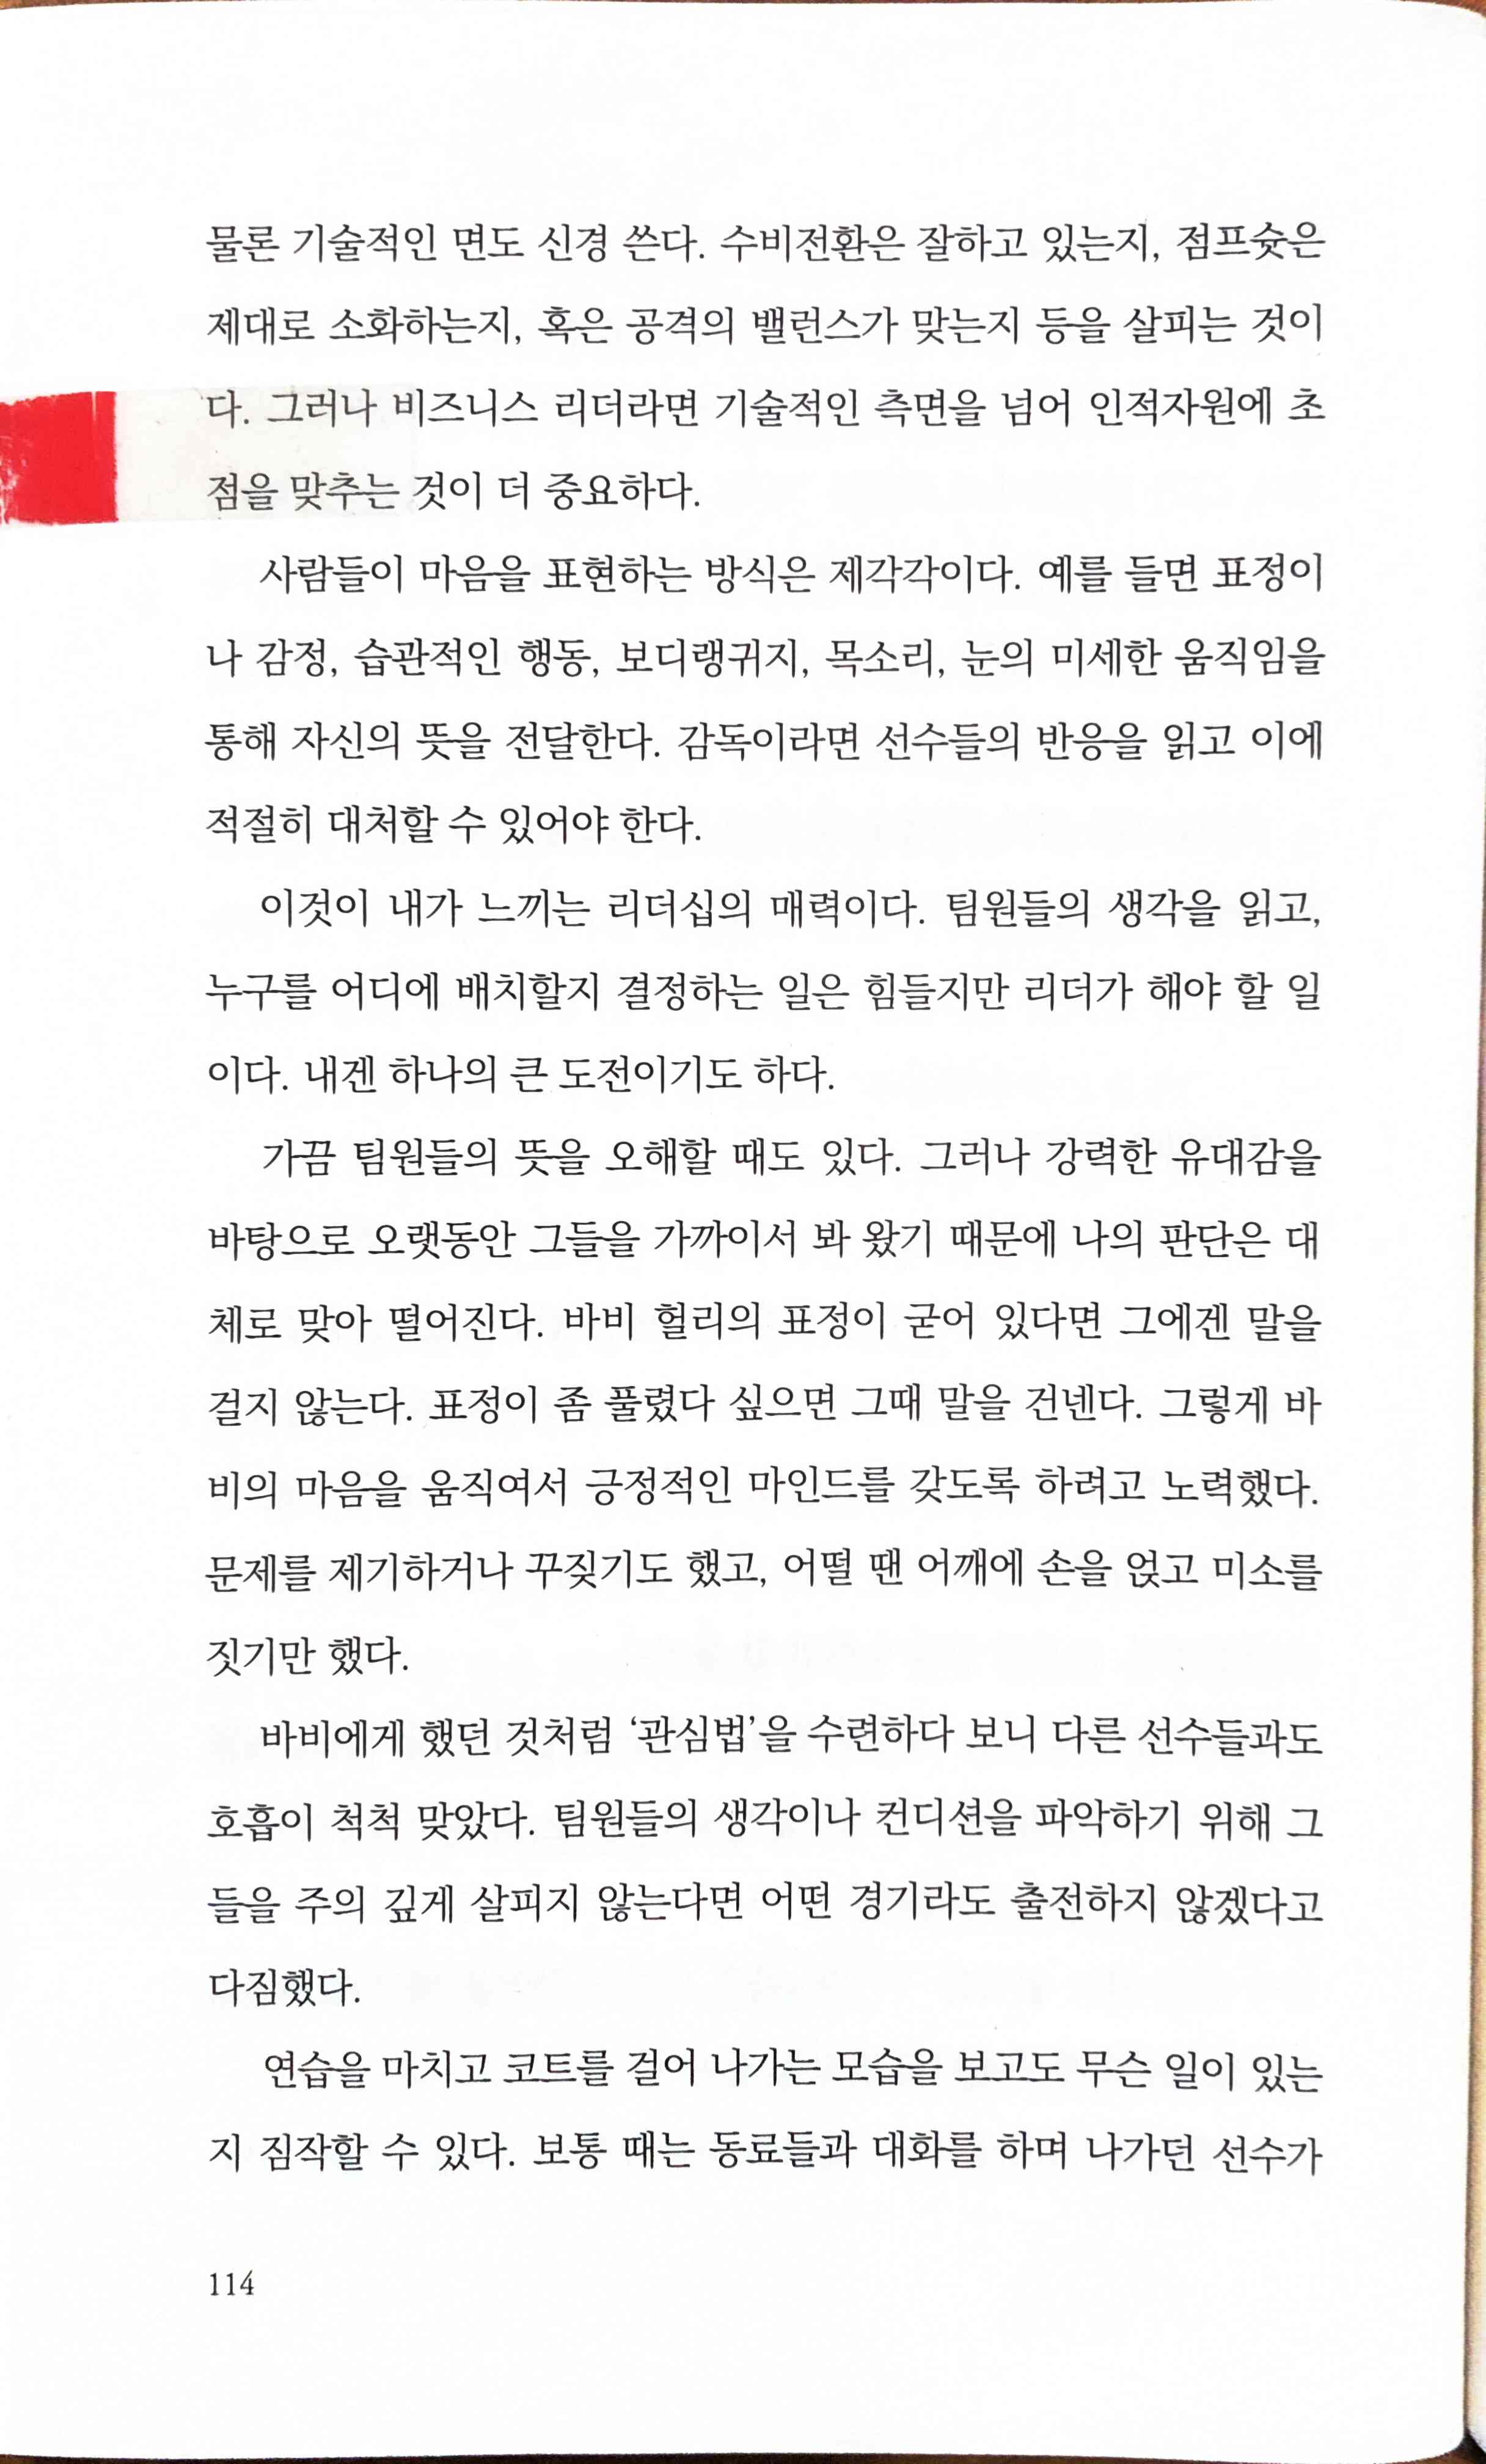 물론 기술적인 면도 신경 쓴다. 수비전환은 잘하고 있는지, 점프슛은
제대로 소화하는지, 혹은 공격의 밸런스가 맞는지 등을 살피는 것이
다. 그러나 비즈니스 리더라면 기술적인 측면을 넘어 인적자원에 초
점을 맞추는 것이 더 중요하다.
사람들이 마음을 표현하는 방식은 제각각이다. 예를 들면 표정이
나 감정, 습관적인 행동, 보디랭귀지, 목소리, 눈의 미세한 움직임을
통해 자신의 뜻을 전달한다. 감독이라면 선수들의 반응을 읽고 이에
적절히 대처할 수 있어야 한다.
이것이 내가 느끼는 리더십의 매력이다. 팀원들의 생각을 읽고,
누구를 어디에 배치할지 결정하는 일은 힘들지만 리더가 해야 할 일
이다. 내겐 하나의 큰 도전이기도 하다.
가끔 팀원들의 뜻을 오해할 때도 있다. 그러나 강력한 유대감을
바탕으로 오랫동안 그들을 가까이서 봐 왔기 때문에 나의 판단은 대
체로 맞아 떨어진다. 바비 헐리의 표정이 굳어 있다면 그에겐 말을
걸지 않는다. 표정이 좀 풀렸다 싶으면 그때 말을 건넨다. 그렇게 바
비의 마음을 움직여서 긍정적인 마인드를 갖도록 하려고 노력했다.
문제를 제기하거나 꾸짖기도 했고, 어떨 땐 어깨에 손을 얹고 미소를
짓기만 했다.
바비에게 했던 것처럼 ‘관심법’을 수련하다 보니 다른 선수들과도
호흡이 척척 맞았다. 팀원들의 생각이나 컨디션을 파악하기 위해 그
들을 주의 깊게 살피지 않는다면 어떤 경기라도 출전하지 않겠다고
다짐했다.
연습을 마치고 코트를 걸어 나가는 모습을 보고도 무슨 일이 있는
지 짐작할 수 있다. 보통 때는 동료들과 대화를 하며 나가던 선수가
114